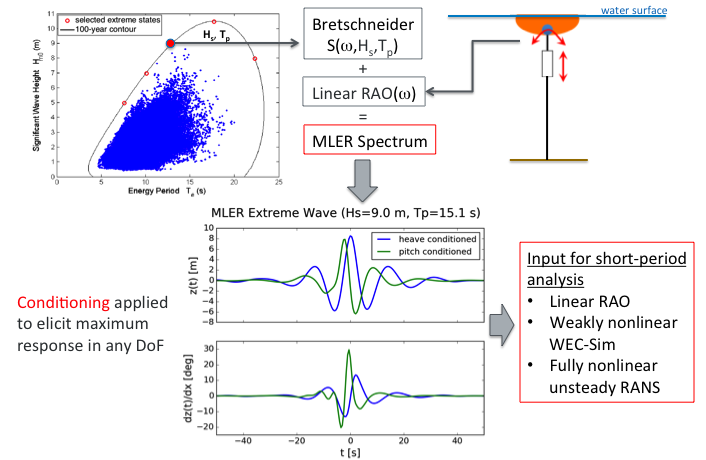 selected extreme states
100-year contour
Significant Wave Height H_m0 (m)
11
10
9
8
7
6
5
4
3
2
1
0
0
5
10
15
20
25
Energy Period T_e (s)
H_s, T_p
Bretschneider
S(ω,H_s,T_p)
+
Linear RAO(ω)
=
MLER Spectrum
water surface
MLER Extreme Wave (Hs=9.0 m, Tp=15.1 s)
heave conditioned
pitch conditioned
z(t) [m]
10
8
6
4
2
0
−2
−4
−6
−8
dz(t)/dx [deg]
30
20
10
0
−10
−20
−40
−20
0
20
40
t [s]
Conditioning applied
to elicit maximum
response in any DoF
Input for short-period
analysis
• Linear RAO
• Weakly nonlinear
WEC-Sim
• Fully nonlinear
unsteady RANS